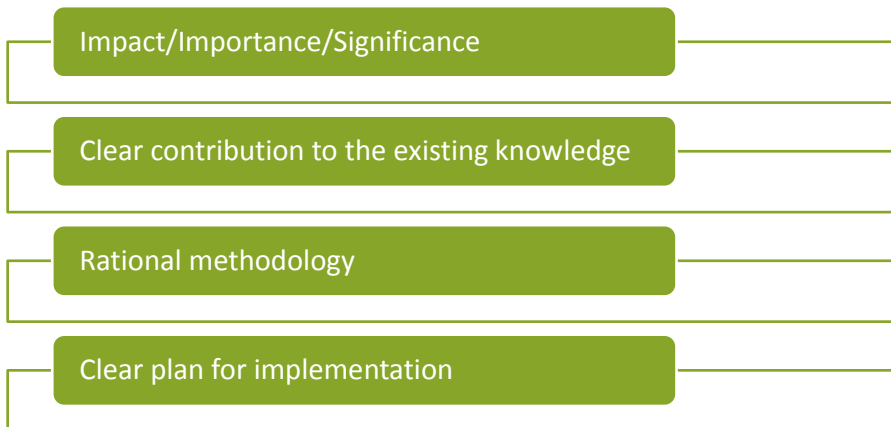 Impact/Importance/Significance
Clear contribution to the existing knowledge
Rational methodology
Clear plan for implementation